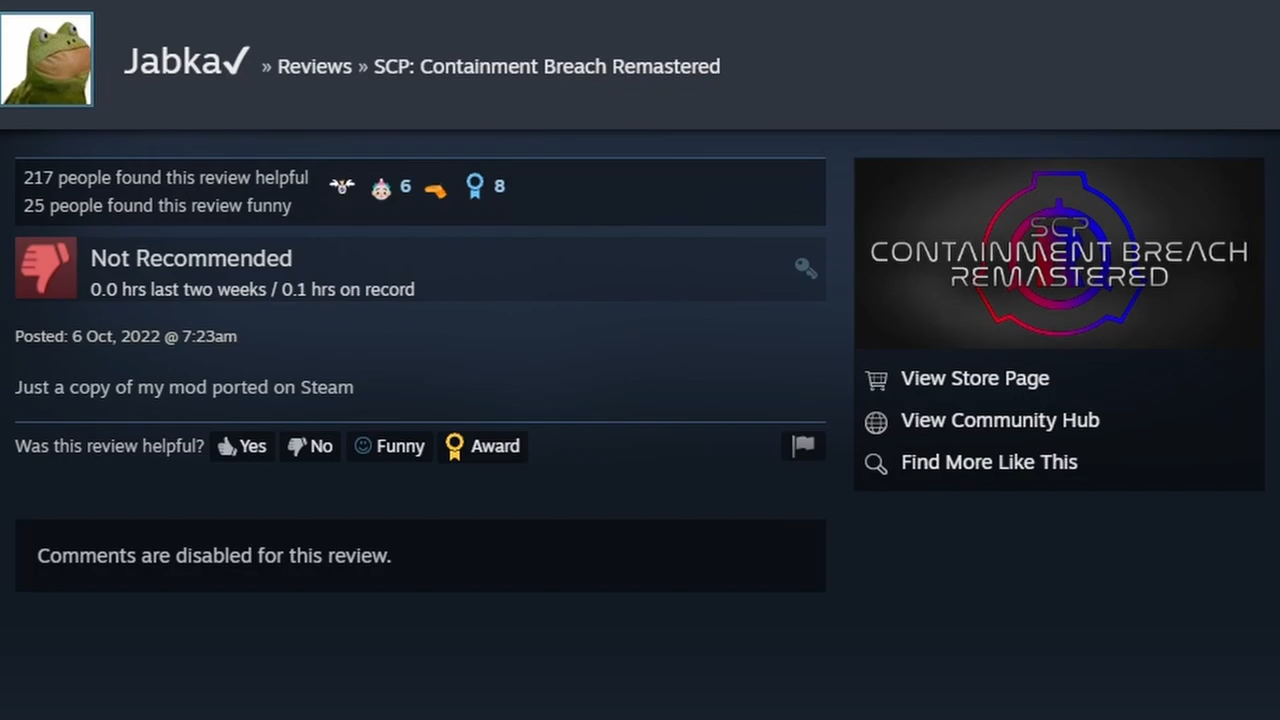 Jabka✓ » Reviews » SCP: Containment Breach Remastered
217 people found this review helpful
25 people found this review funny
6
8
Not Recommended
0.0 hrs last two weeks / 0.1 hrs on record
Posted: 6 Oct, 2022 @ 7:23am
Just a copy of my mod ported on Steam
Was this review helpful? Yes No Funny Award
Comments are disabled for this review.
SCP
CONTAINMENT BREACH
REMASTERED
View Store Page
View Community Hub
Find More Like This